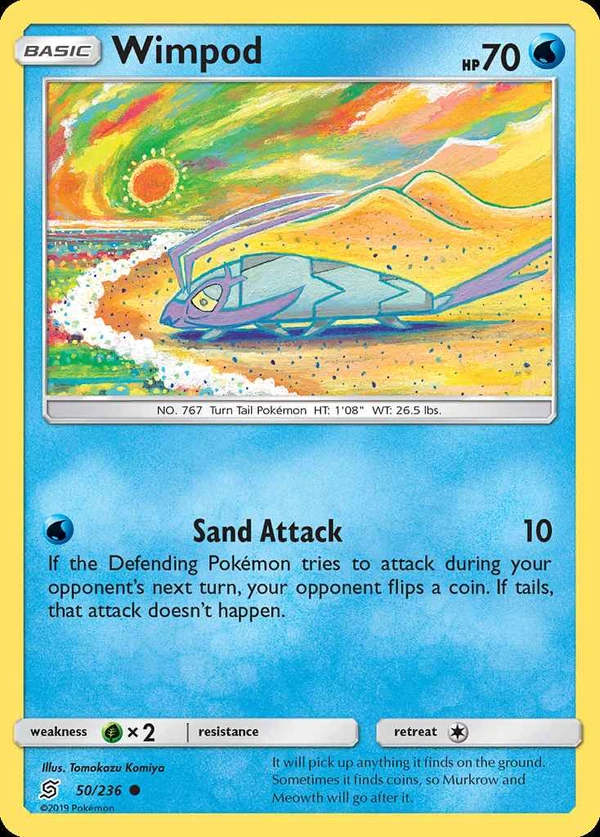 BASIC Wimpod HP70
NO. 767 Turn Tail Pokémon HT: 1'08" WT: 26.5 lbs.
Sand Attack 10
If the Defending Pokémon tries to attack during your
opponent's next turn, your opponent flips a coin. If tails,
that attack doesn't happen.
weakness ×2 resistance retreat
Illus. Tomokazu Komiya
50/236
©2019 Pokémon
It will pick up anything it finds on the ground.
Sometimes it finds coins, so Murkrow and
Meowth will go after it.